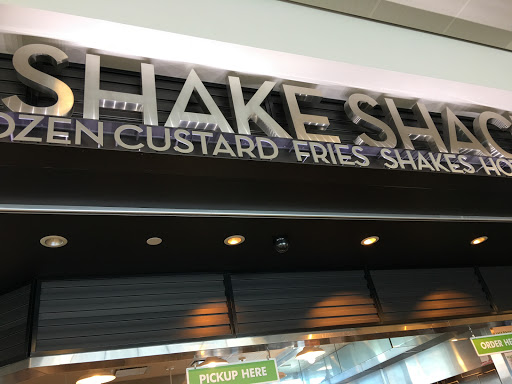 SHAKE SHAC
OZEN CUSTARD FRIES SHAKES HO
ORDER HE
PICKUP HERE